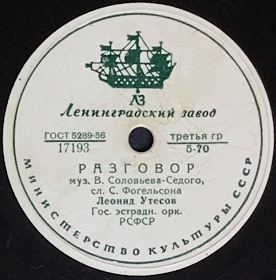 ЛЗ
Ленинградский завод
ГОСТ 5289-56
17193
третья гр
5-70
РАЗГОВОР
муз. В. Соловьева-Седого,
сл. С. Фогельсона
Леонид Утесов
Гос. эстрадн. орк.
РСФСР
МИНИСТЕРСТВО КУЛЬТУРЫ СССР